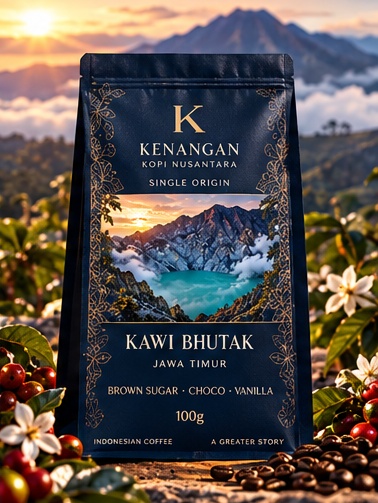 K
KENANGAN
KOPI NUSANTARA
SINGLE ORIGIN
KAWI BHUTAK
JAWA TIMUR
BROWN SUGAR · CHOCO · VANILLA
100g
INDONESIAN COFFEE A GREATER STORY